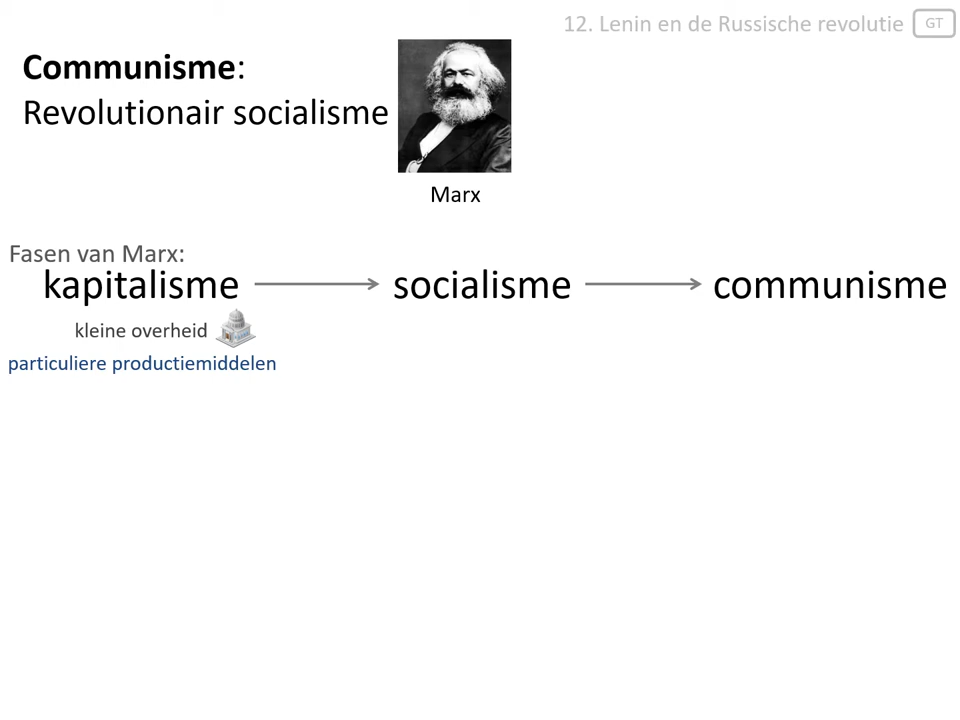 12. Lenin en de Russische revolutie GT
Communisme:
Revolutionair socialisme
Marx
Fasen van Marx:
kapitalisme socialisme communisme
kleine overheid
particuliere productiemiddelen